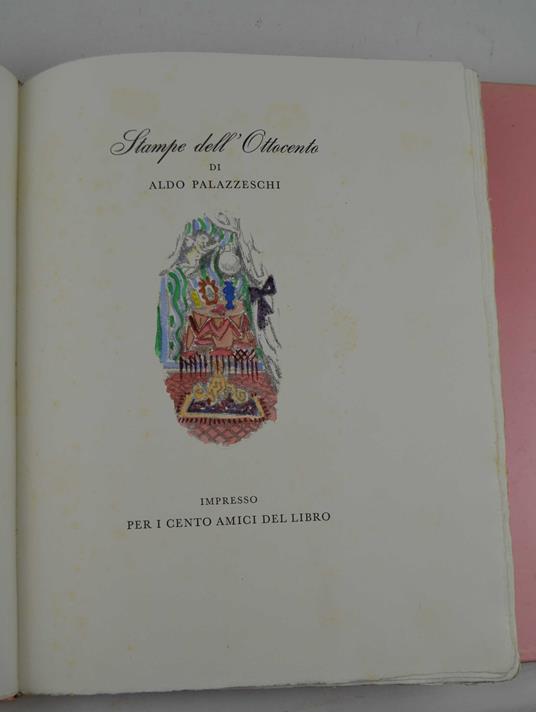 Stampe dell'Ottocento
DI
ALDO PALAZZESCHI
IMPRESSO
PER I CENTO AMICI DEL LIBRO